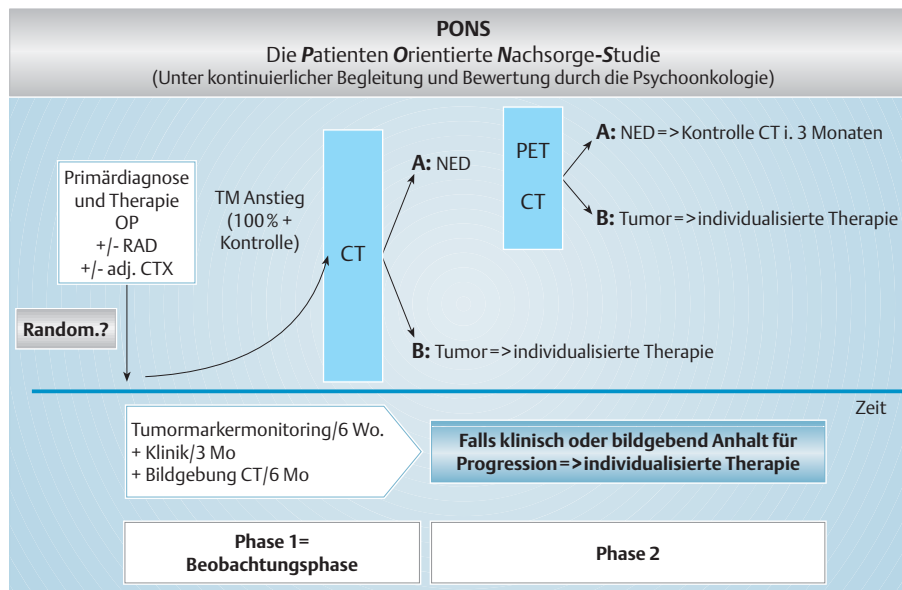 PONS
Die Patienten Orientierte Nachsorge-Studie
(Unter kontinuierlicher Begleitung und Bewertung durch die Psychoonkologie)
Primärdiagnose
und Therapie
OP
+/- RAD
+/- adj. CTX
Random.?
TM Anstieg
(100 % +
Kontrolle)
CT
A: NED
B: Tumor=>individualisierte Therapie
PET
CT
A: NED=>Kontrolle CT i. 3 Monaten
B: Tumor=>individualisierte Therapie
Zeit
Tumormarkermonitoring/6 Wo.
+ Klinik/3 Mo
+ Bildgebung CT/6 Mo
Falls klinisch oder bildgebend Anhalt für
Progression=>individualisierte Therapie
Phase 1=
Beobachtungsphase
Phase 2